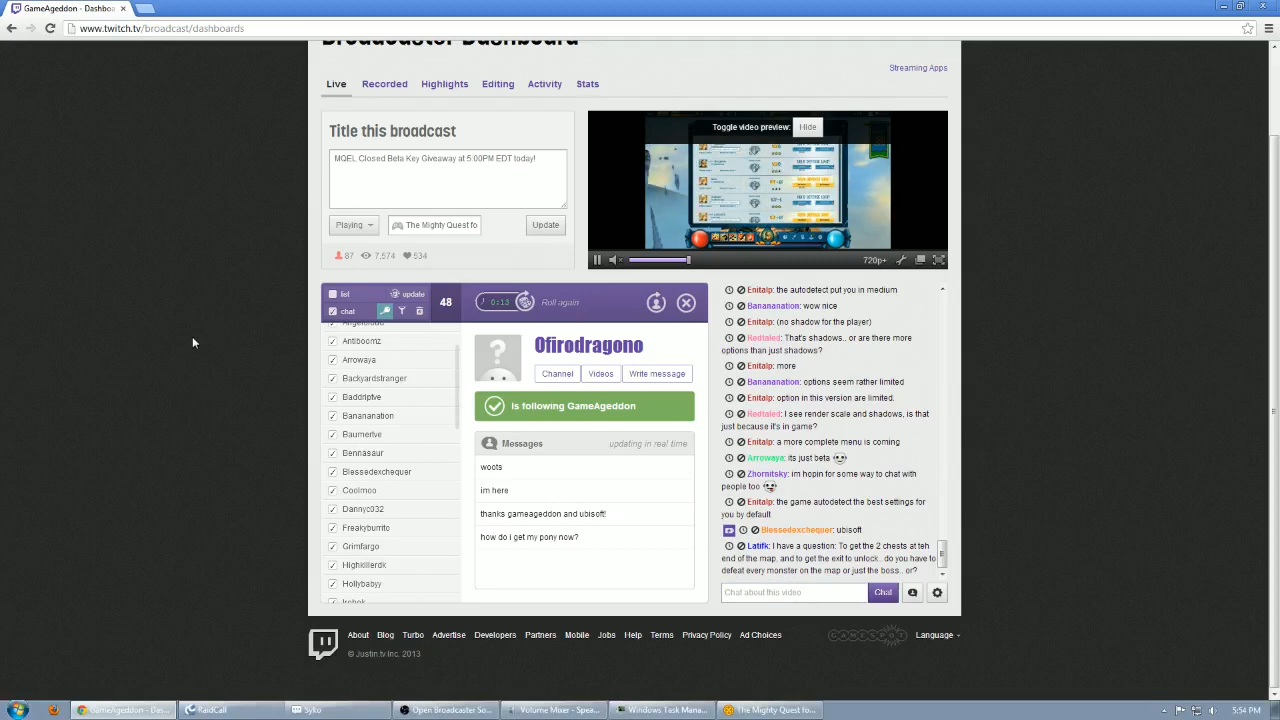 GameAgeddon - Dashboa
www.twitch.tv/broadcast/dashboards
Broadcaster Dashboard
Streaming Apps
Live Recorded Highlights Editing Activity Stats
Title this broadcast
MQEL Closed Beta Key Giveaway at 5:00PM EDT today!
Playing
The Mighty Quest fo
Update
87 7,574 534
Toggle video preview: Hide
720p+
list
update
chat
48
0:13
Roll again
Antiboomz
Arrowaya
Backyardstranger
Baddriptve
Banananation
Baumertve
Bennasaur
Blessedexchequer
Coolmoo
Dannyc032
Freakyburrito
Grimfargo
Highkillerdk
Hollybabyy
Ofirodragono
Channel Videos Write message
is following GameAgeddon
Messages updating in real time
woots
im here
thanks gameageddon and ubisoft!
how do i get my pony now?
Enitalp: the autodetect put you in medium
Banananation: wow nice
Enitalp: (no shadow for the player)
Redtaled: That's shadows.. or are there more
options than just shadows?
Enitalp: more
Banananation: options seem rather limited
Enitalp: option in this version are limited.
Redtaled: I see render scale and shadows, is that
just because it's in game?
Enitalp: a more complete menu is coming
Arrowaya: its just beta
Zhornitsky: im hopin for some way to chat with
people too
Enitalp: the game autodetect the best settings for
you by default
Blessedexchequer: ubisoft
Latifk: I have a question: To get the 2 chests at teh
end of the map, and to get the exit to unlock.. do you have to
defeat every monster on the map or just the boss.. or?
Chat about this video
Chat
About Blog Turbo Advertise Developers Partners Mobile Jobs Help Terms Privacy Policy Ad Choices
GAMESPOT
Language
© Justin.tv Inc. 2013
GameAgeddon - Das...
RaidCall
Syko
Open Broadcaster So...
Volume Mixer - Spea...
Windows Task Mana...
The Mighty Quest fo...
5:54 PM